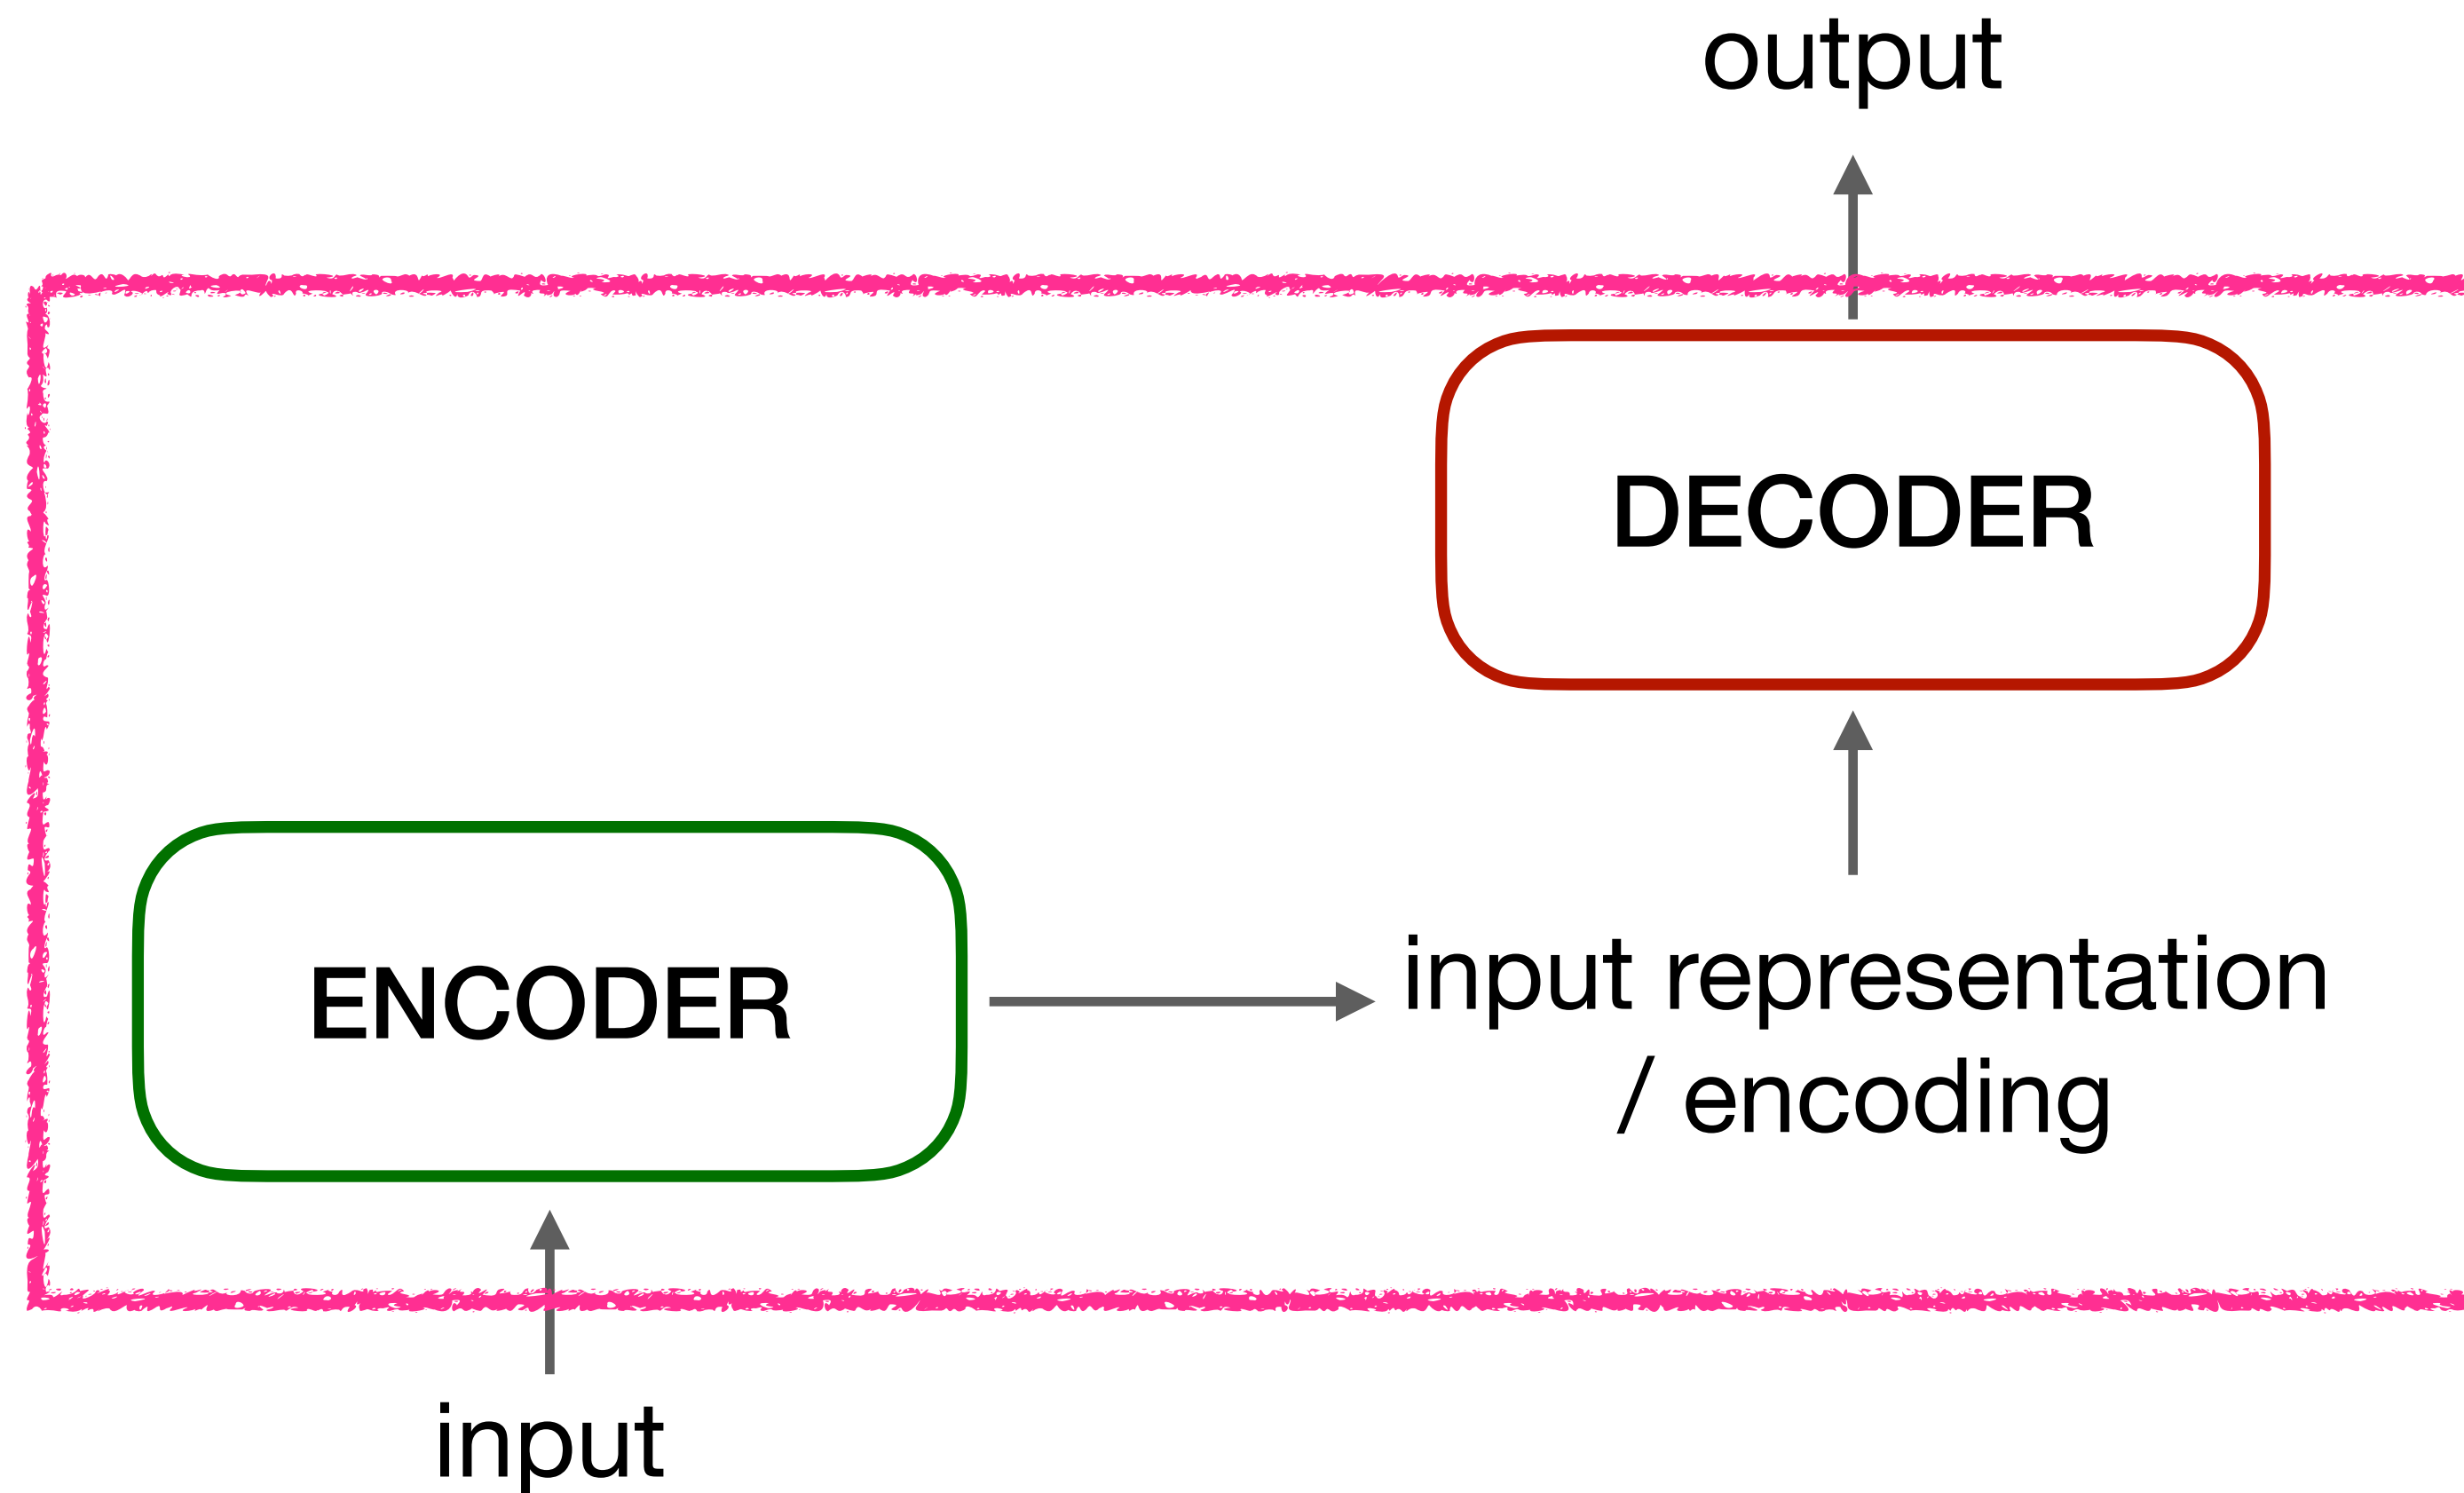 output
DECODER
ENCODER
input representation
/ encoding
input